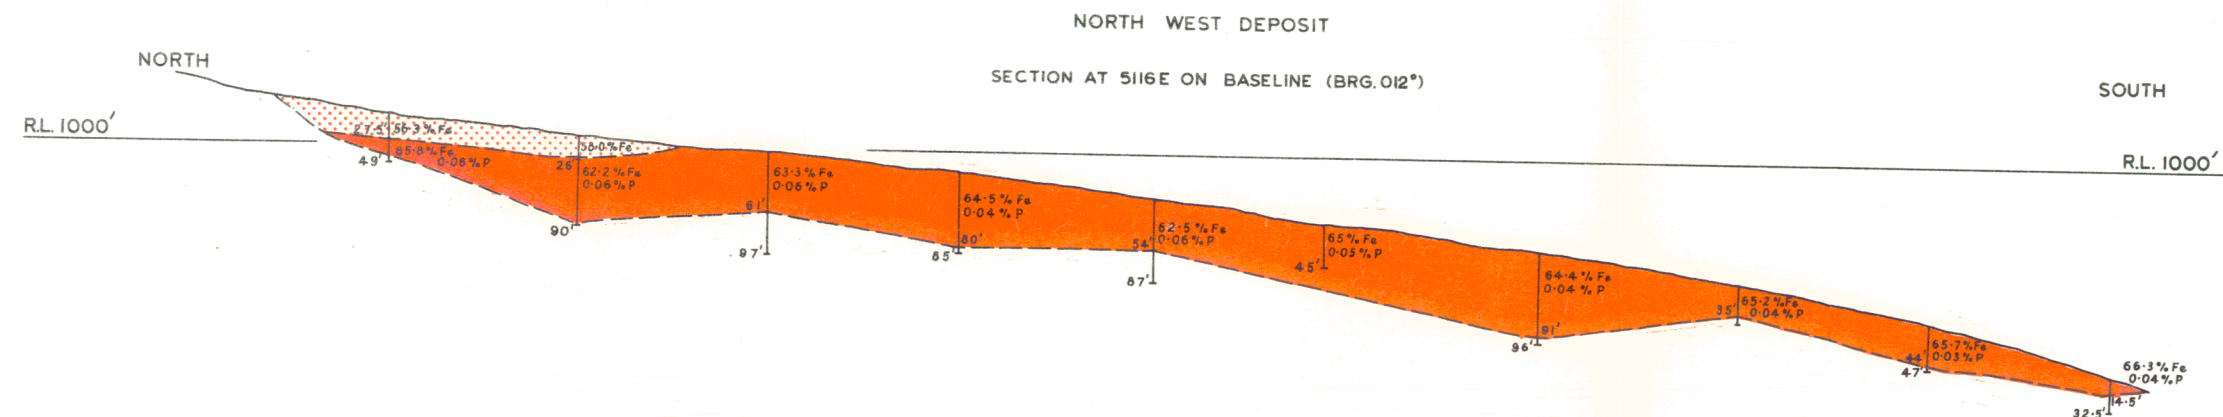 NORTH WEST DEPOSIT
SECTION AT 5116E ON BASELINE (BRG. 012°)
NORTH
SOUTH
R.L. 1000'
R.L. 1000'
27·5' 56·3%Fe
65·8%Fe
0·06%P
49'
58·0%Fe
26'
62·2%Fe
0·06%P
90'
63·3%Fe
0·06%P
61'
97'
64·5%Fe
0·04%P
80'
85'
62·5%Fe
0·06%P
54'
87'
65%Fe
0·05%P
45'
64·4%Fe
0·04%P
91'
96'
65·2%Fe
0·04%P
35'
65·7%Fe
0·03%P
44'
47'
66·3%Fe
0·04%P
14·5'
32·5'